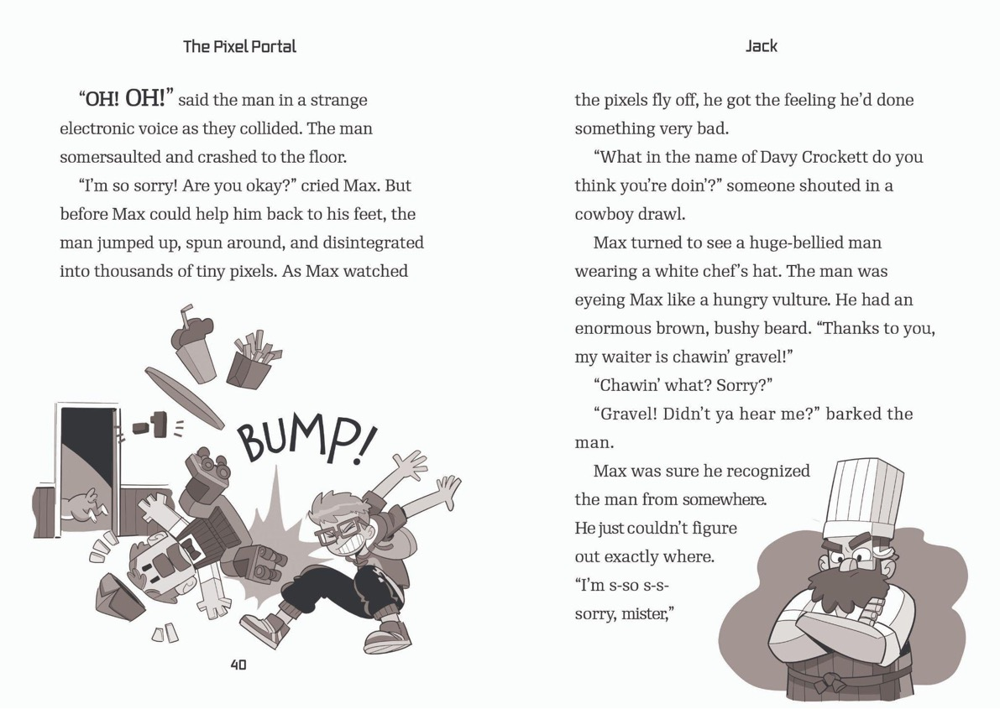 The Pixel Portal
“OH! OH!” said the man in a strange
electronic voice as they collided. The man
somersaulted and crashed to the floor.
“I’m so sorry! Are you okay?” cried Max. But
before Max could help him back to his feet, the
man jumped up, spun around, and disintegrated
into thousands of tiny pixels. As Max watched
BUMP!
40
Jack
the pixels fly off, he got the feeling he’d done
something very bad.
“What in the name of Davy Crockett do you
think you’re doin’?” someone shouted in a
cowboy drawl.
Max turned to see a huge-bellied man
wearing a white chef’s hat. The man was
eyeing Max like a hungry vulture. He had an
enormous brown, bushy beard. “Thanks to you,
my waiter is chawin’ gravel!”
“Chawin’ what? Sorry?”
“Gravel! Didn’t ya hear me?” barked the
man.
Max was sure he recognized
the man from somewhere.
He just couldn’t figure
out exactly where.
“I’m s-so s-s-
sorry, mister,”